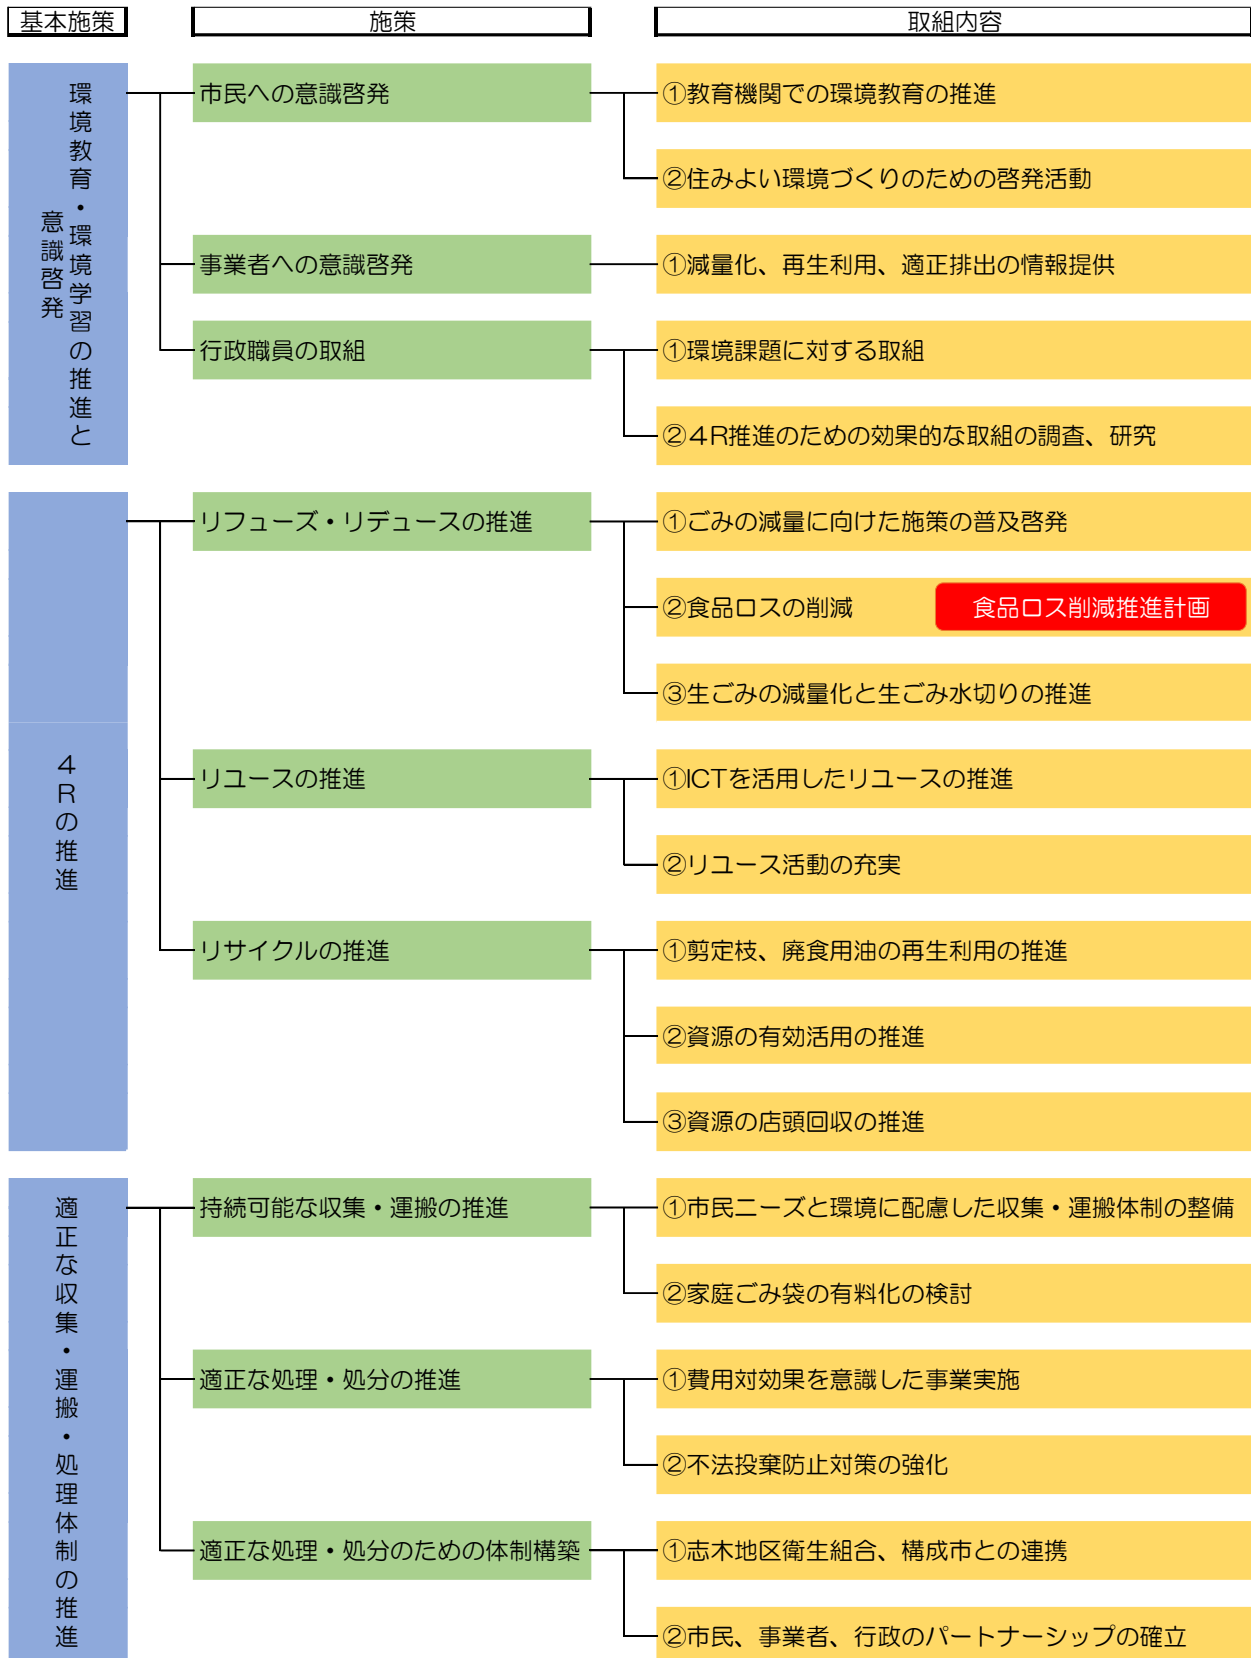 基本施策
施策
取組内容
環境教育・環境学習の推進と
意識啓発
市民への意識啓発
①教育機関での環境教育の推進
②住みよい環境づくりのための啓発活動
事業者への意識啓発
①減量化、再生利用、適正排出の情報提供
行政職員の取組
①環境課題に対する取組
②４R推進のための効果的な取組の調査、研究
４Rの推進
リフューズ・リデュースの推進
①ごみの減量に向けた施策の普及啓発
②食品ロスの削減
食品ロス削減推進計画
③生ごみの減量化と生ごみ水切りの推進
リユースの推進
①ICTを活用したリユースの推進
②リユース活動の充実
リサイクルの推進
①剪定枝、廃食用油の再生利用の推進
②資源の有効活用の推進
③資源の店頭回収の推進
適正な収集・運搬・処理体制の推進
持続可能な収集・運搬の推進
①市民ニーズと環境に配慮した収集・運搬体制の整備
②家庭ごみ袋の有料化の検討
適正な処理・処分の推進
①費用対効果を意識した事業実施
②不法投棄防止対策の強化
適正な処理・処分のための体制構築
①志木地区衛生組合、構成市との連携
②市民、事業者、行政のパートナーシップの確立